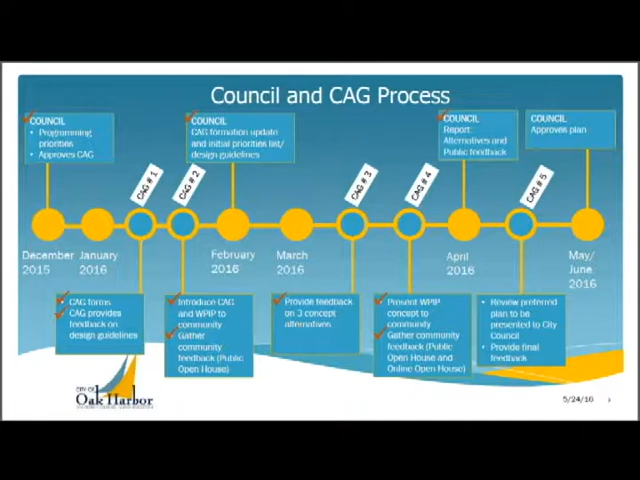 Council and CAG Process
COUNCIL
• Programming
priorities
• Approves CAG
COUNCIL
CAG formation update
and initial priorities list/
design guidelines
COUNCIL
Report:
Alternatives and
Public feedback
COUNCIL
Approves plan
CAG # 1
CAG # 2
CAG # 3
CAG # 4
CAG # 5
December
2015
January
2016
February
2016
March
2016
April
2016
May/
June
2016
• CAG forms
• CAG provides
feedback on
design guidelines
Introduce CAG
and WPIP to
community
Gather
community
feedback (Public
Open House)
Provide feedback
on 3 concept
alternatives
Present WPIP
concept to
community
Gather community
feedback (Public
Open House and
Online Open House)
• Review preferred
plan to be
presented to City
Council
• Provide final
feedback
CITY OF
Oak Harbor
5/24/16